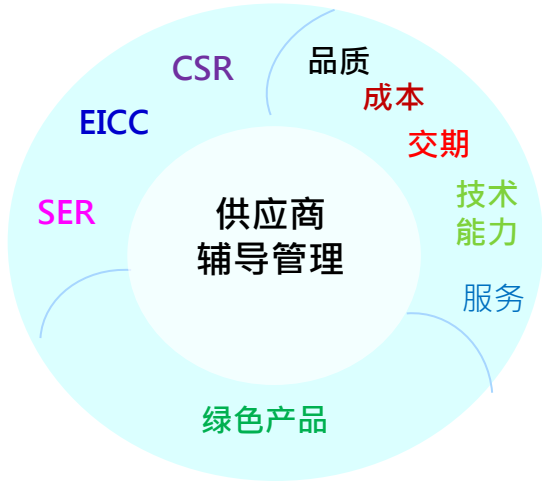 CSR
EICC
SER
品质
成本
交期
技术
能力
服务
供应商
辅导管理
绿色产品